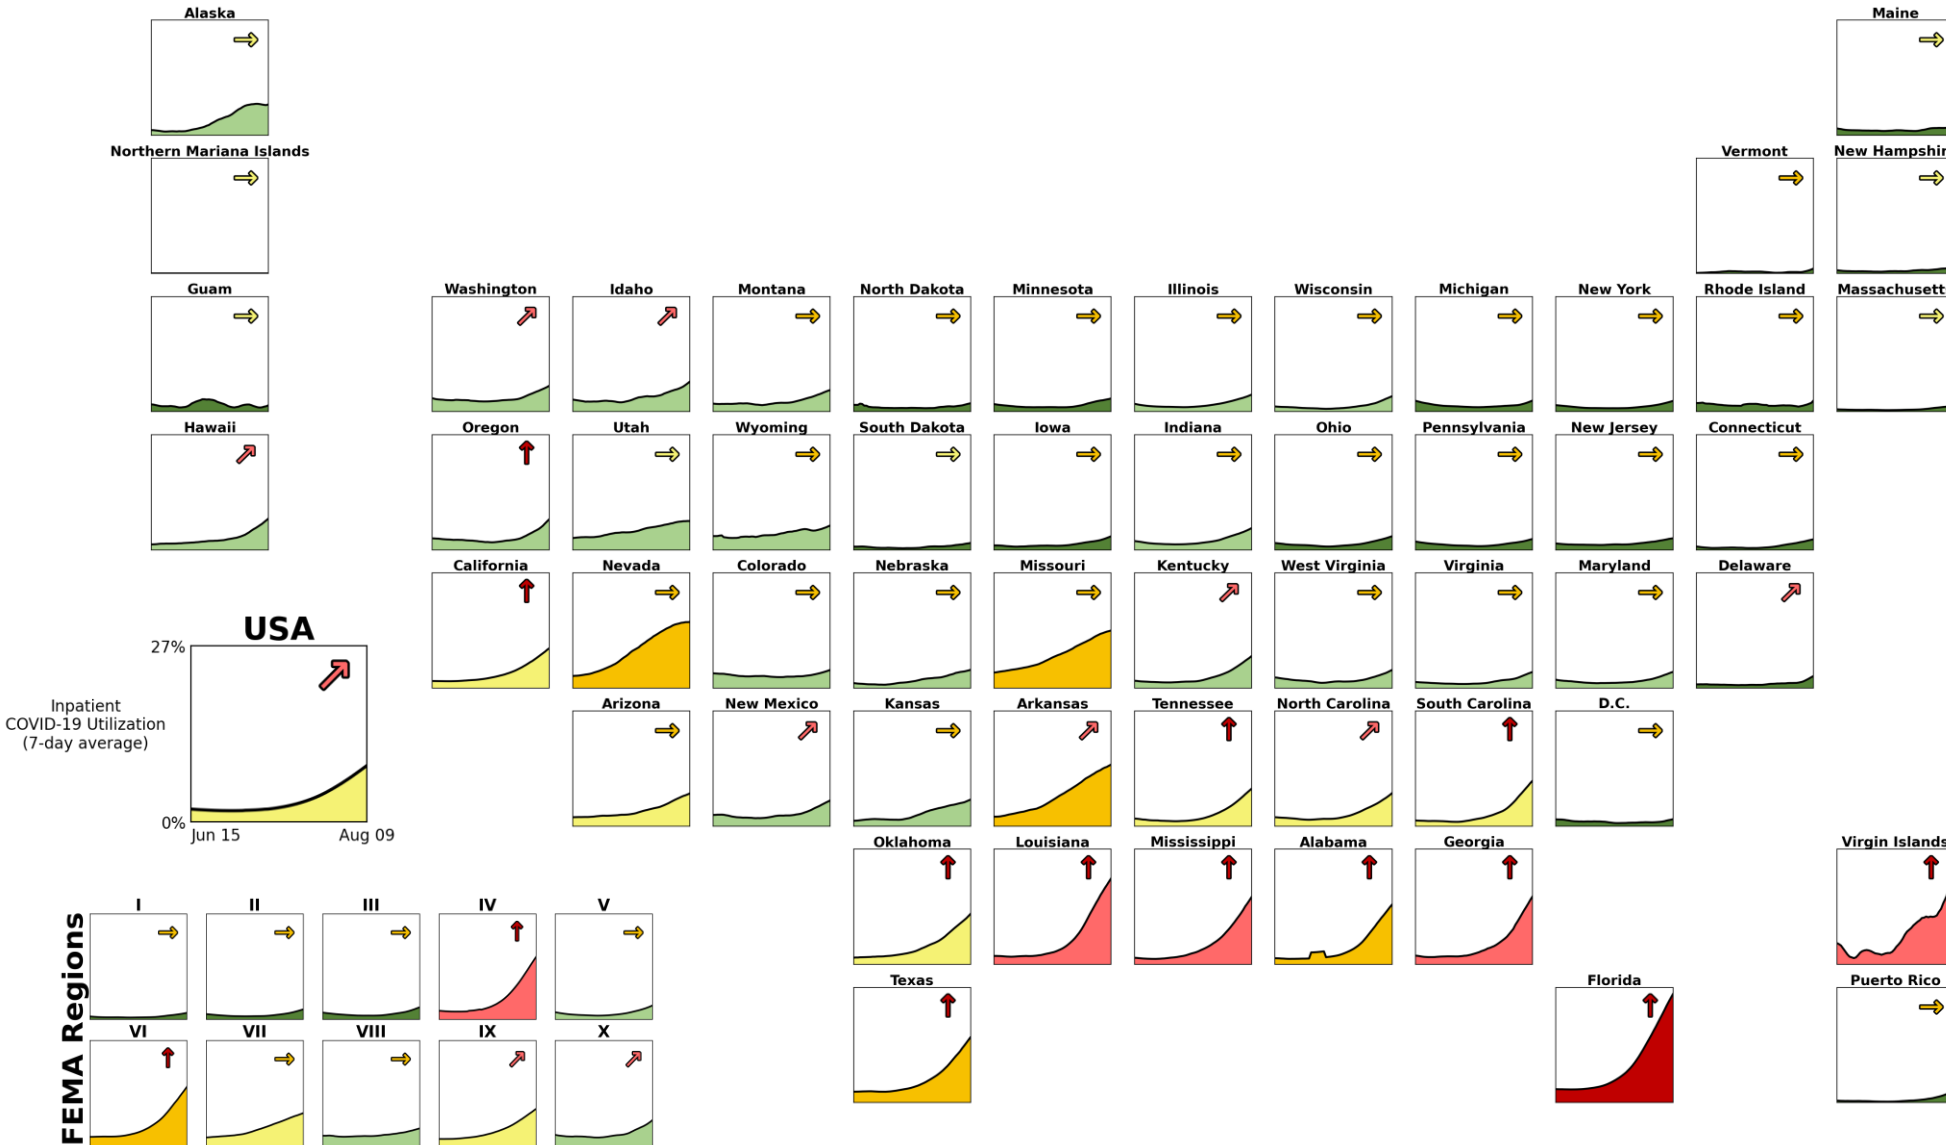 Alaska
Maine
Northern Mariana Islands
Vermont
New Hampshir
Guam
Washington
Idaho
Montana
North Dakota
Minnesota
Illinois
Wisconsin
Michigan
New York
Rhode Island
Massachusett
Hawaii
Oregon
Utah
Wyoming
South Dakota
Iowa
Indiana
Ohio
Pennsylvania
New Jersey
Connecticut
California
Nevada
Colorado
Nebraska
Missouri
Kentucky
West Virginia
Virginia
Maryland
Delaware
USA
27%
Inpatient
COVID-19 Utilization
(7-day average)
0%
Jun 15
Aug 09
Arizona
New Mexico
Kansas
Arkansas
Tennessee
North Carolina
South Carolina
D.C.
Oklahoma
Louisiana
Mississippi
Alabama
Georgia
Virgin Islands
Texas
Florida
Puerto Rico
FEMA Regions
I
II
III
IV
V
VI
VII
VIII
IX
X